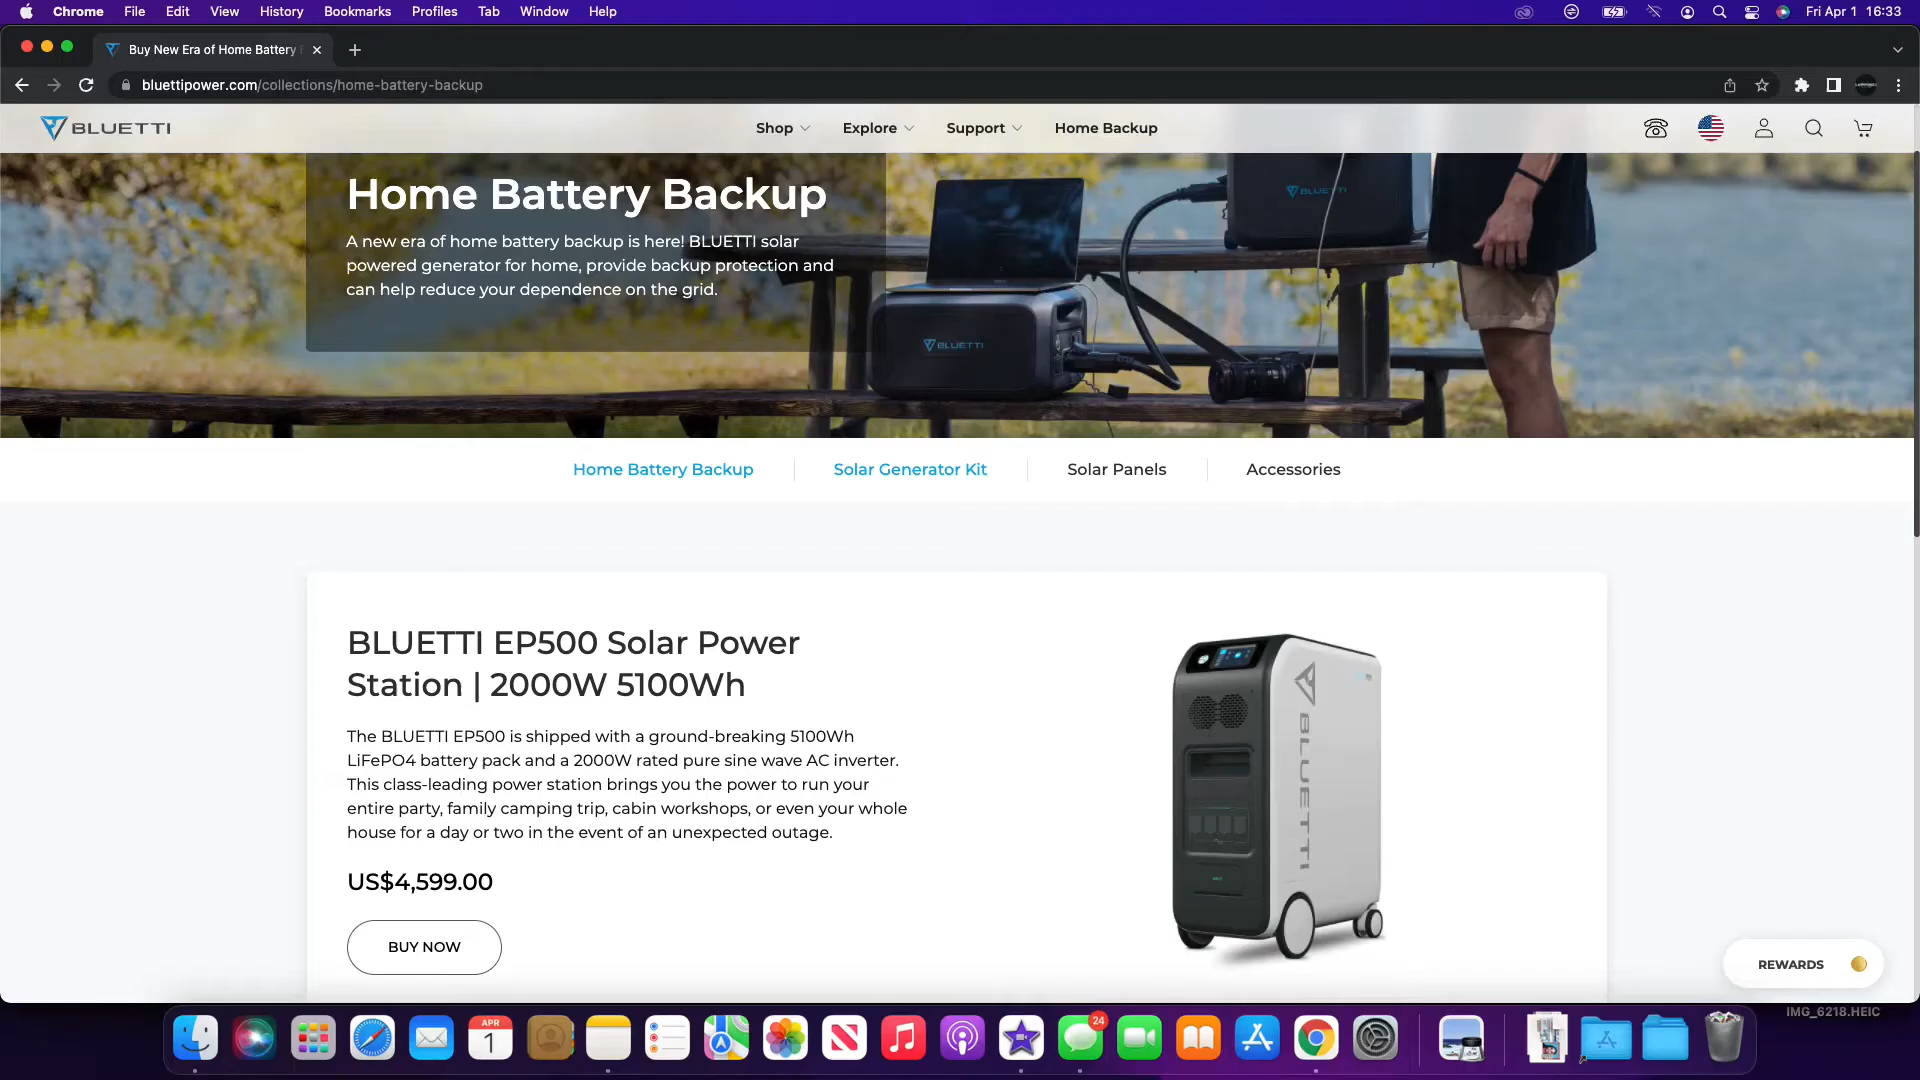 Chrome File Edit View History Bookmarks Profiles Tab Window Help
Fri Apr 1 16:33
Buy New Era of Home Battery
bluettipower.com/collections/home-battery-backup
BLUETTI
Shop Explore Support Home Backup
Home Battery Backup
A new era of home battery backup is here! BLUETTI solar
powered generator for home, provide backup protection and
can help reduce your dependence on the grid.
BLUETTI
BLUETTI
Home Battery Backup Solar Generator Kit Solar Panels Accessories
BLUETTI EP500 Solar Power
Station | 2000W 5100Wh
The BLUETTI EP500 is shipped with a ground-breaking 5100Wh
LiFePO4 battery pack and a 2000W rated pure sine wave AC inverter.
This class-leading power station brings you the power to run your
entire party, family camping trip, cabin workshops, or even your whole
house for a day or two in the event of an unexpected outage.
US$4,599.00
BUY NOW
BLUETTI
REWARDS
IMG_6218.HEIC
APR
1
24